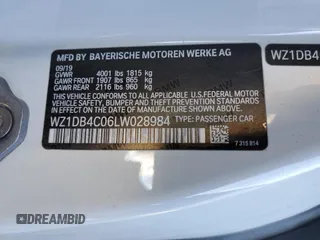 MFD BY BAYERISCHE MOTOREN WERKE AG
WZ1DB4
09/19
GVWR 4001 lbs 1815 kg
GAWR FRONT 1907 lbs 865 kg
GAWR REAR 2116 lbs 960 kg
THIS VEHICLE CONFORMS TO ALL APPLICABLE
U.S. FEDERAL MOTOR VEHICLE SAFETY, BUMPER,
AND THEFT PREVENTION STANDARDS IN EFFECT
ON THE DATE OF MANUFACTURE SHOWN ABOVE.
WZ1DB4C06LW028984 TYPE: PASSENGER CAR
7 315 814
DREAMBID